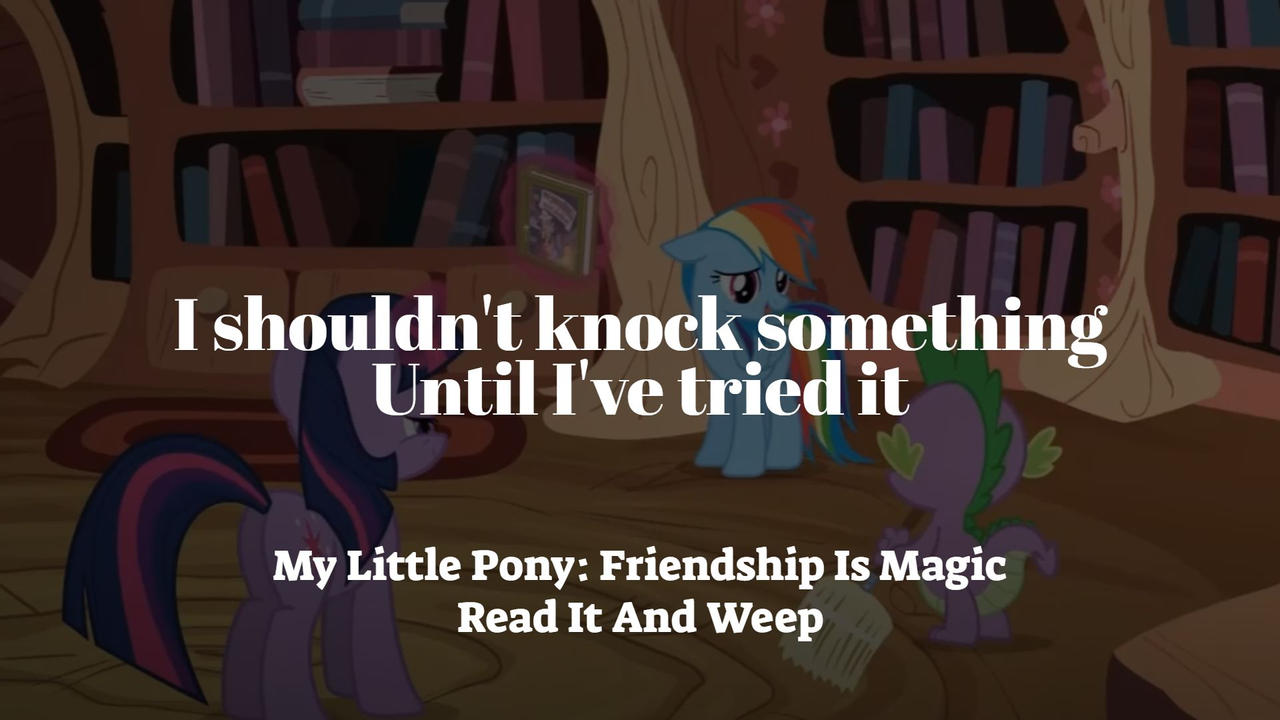 I shouldn't knock something
Until I've tried it
My Little Pony: Friendship Is Magic
Read It And Weep